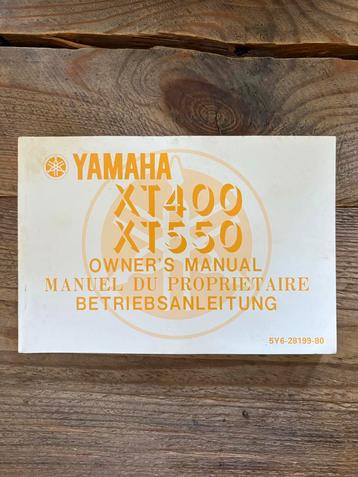 YAMAHA
XT400
XT550
OWNER'S MANUAL
MANUEL DU PROPRIETAIRE
BETRIEBSANLEITUNG
5Y6-28199-80